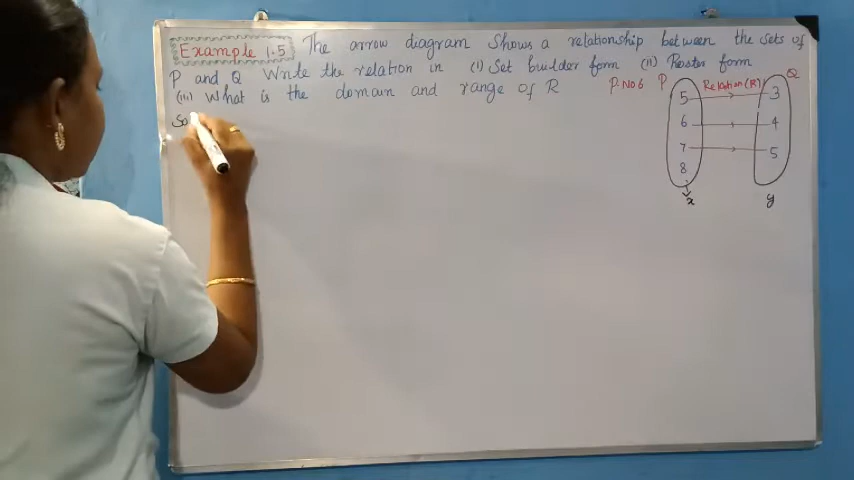 Example 1.5 The arrow diagram Shows a relationship between the sets of
P and Q Write the relation in (i) Set builder form (ii) Roster form
(iii) What is the domain and range of R P.NO 6
So
P Relation (R) Q
5 3
6 4
7 5
8
x y